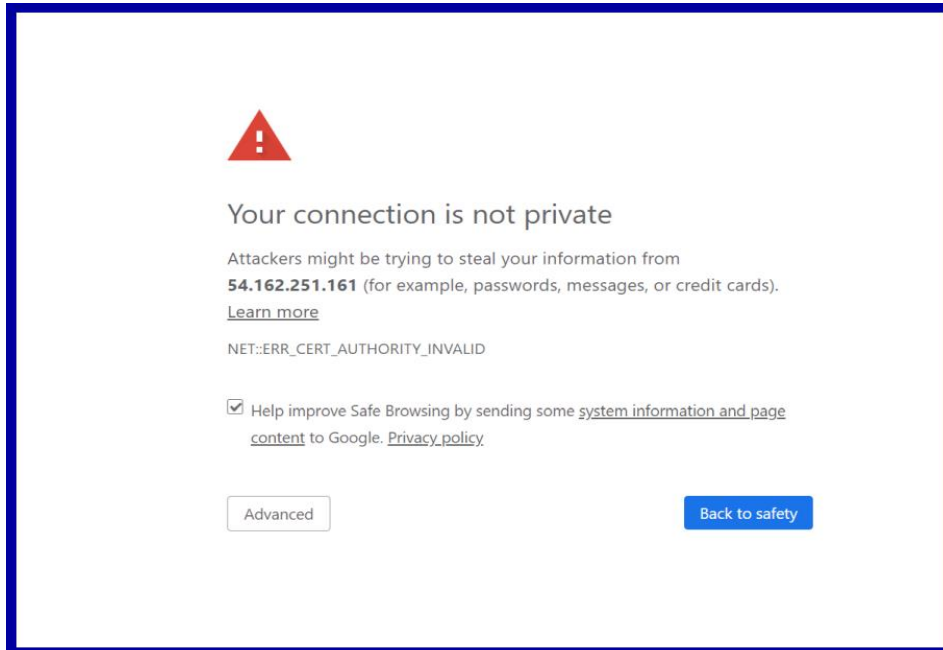 Your connection is not private
Attackers might be trying to steal your information from
54.162.251.161 (for example, passwords, messages, or credit cards).
Learn more
NET::ERR_CERT_AUTHORITY_INVALID
Help improve Safe Browsing by sending some system information and page
content to Google. Privacy policy
Advanced
Back to safety